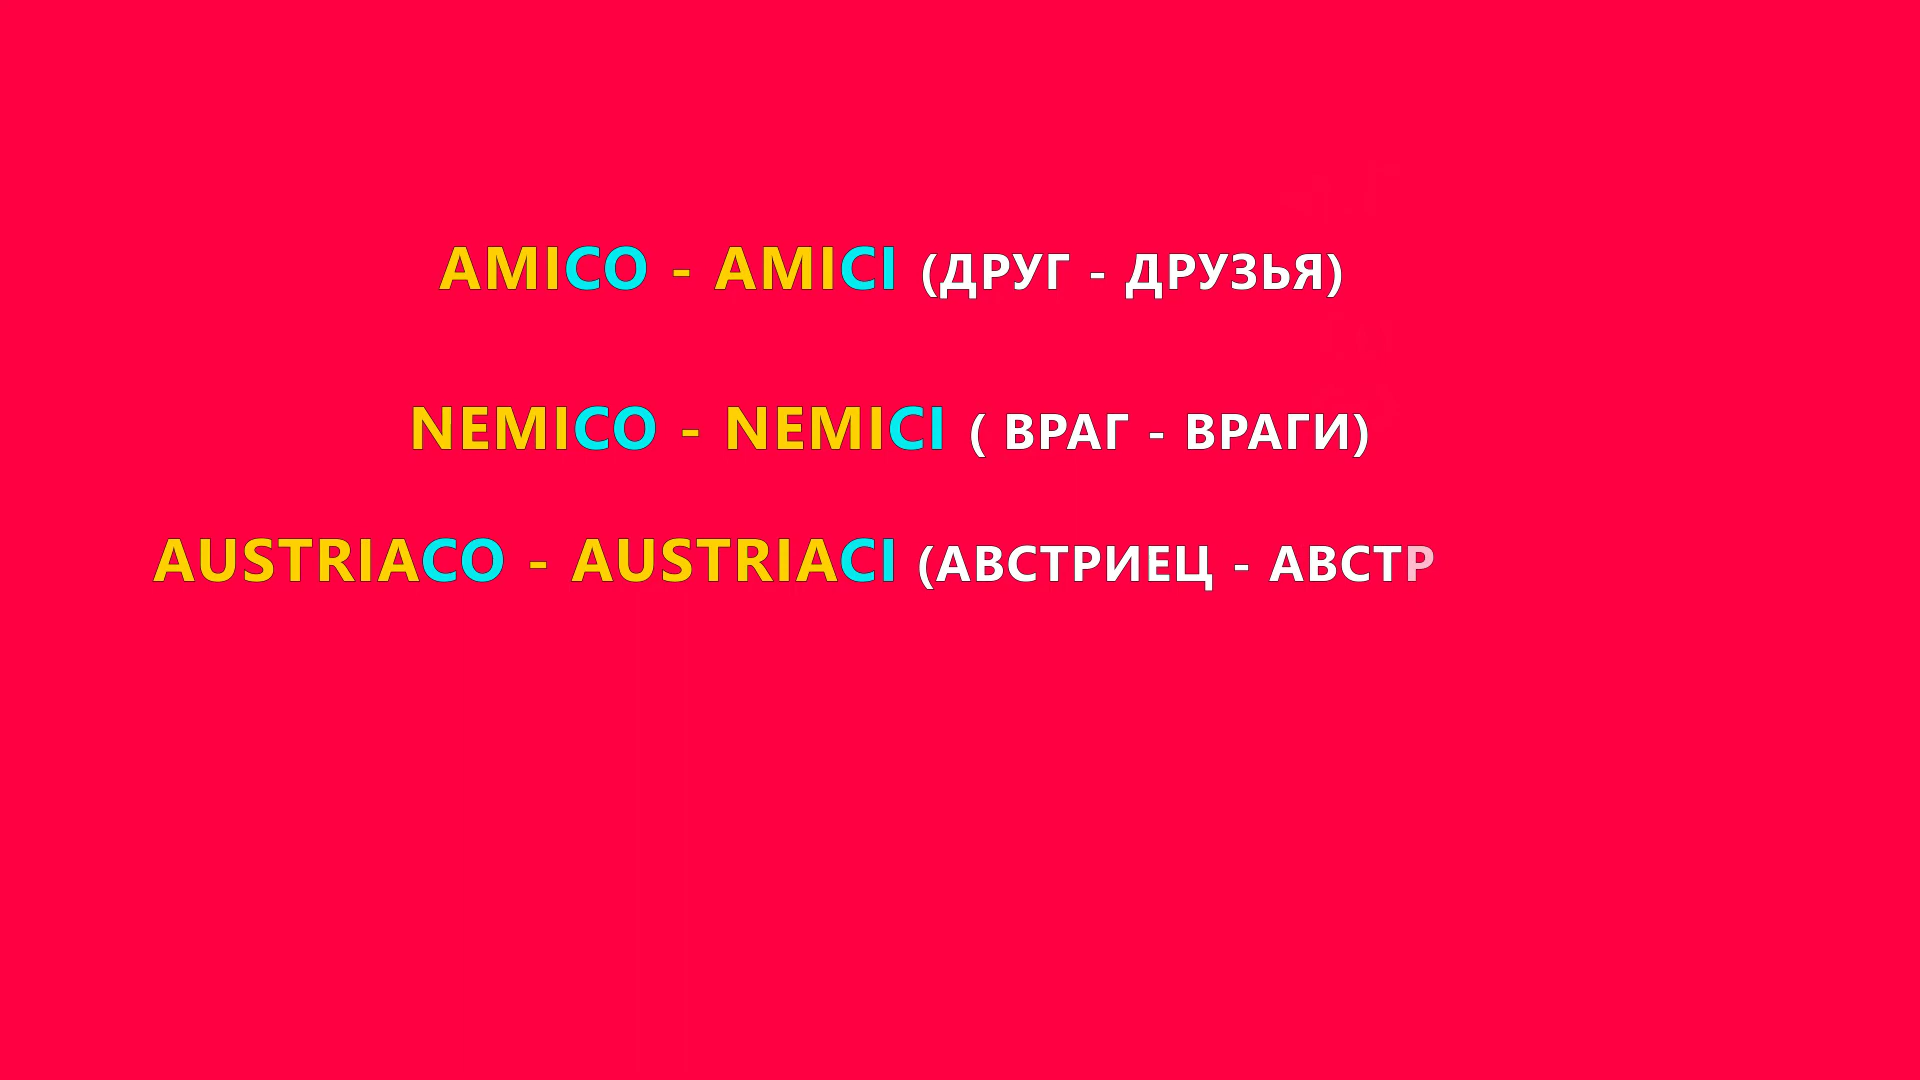 AMICO - AMICI (ДРУГ - ДРУЗЬЯ)
NEMICO - NEMICI ( ВРАГ - ВРАГИ)
AUSTRIACO - AUSTRIACI (АВСТРИЕЦ - АВСТР